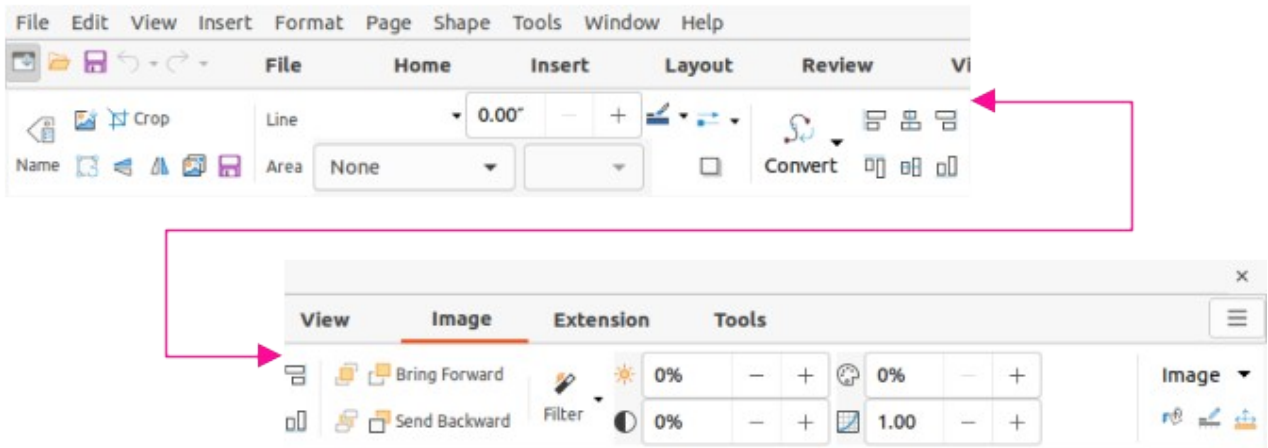 File Edit View Insert Format Page Shape Tools Window Help
File Home Insert Layout Review Vi
Crop Line 0.00″
Name Area None Convert
View Image Extension Tools
Bring Forward 0% 0% Image
Send Backward Filter 0% 1.00